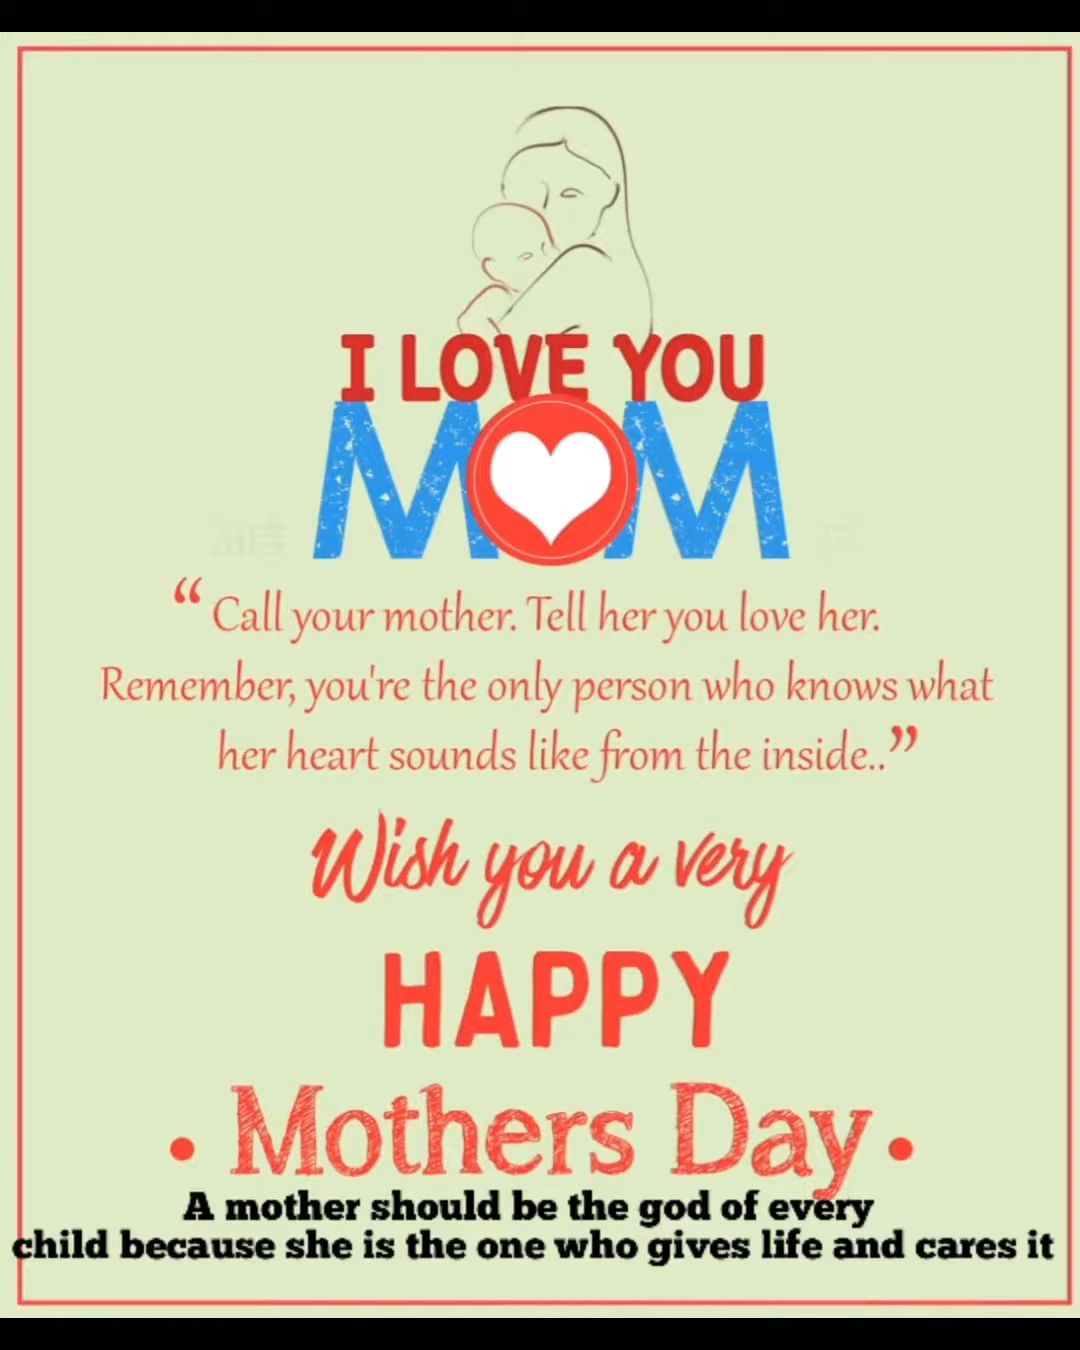 I LOVE YOU
MOM
“Call your mother. Tell her you love her.
Remember, you're the only person who knows what
her heart sounds like from the inside..”
Wish you a very
HAPPY
• Mothers Day •
A mother should be the god of every
child because she is the one who gives life and cares it